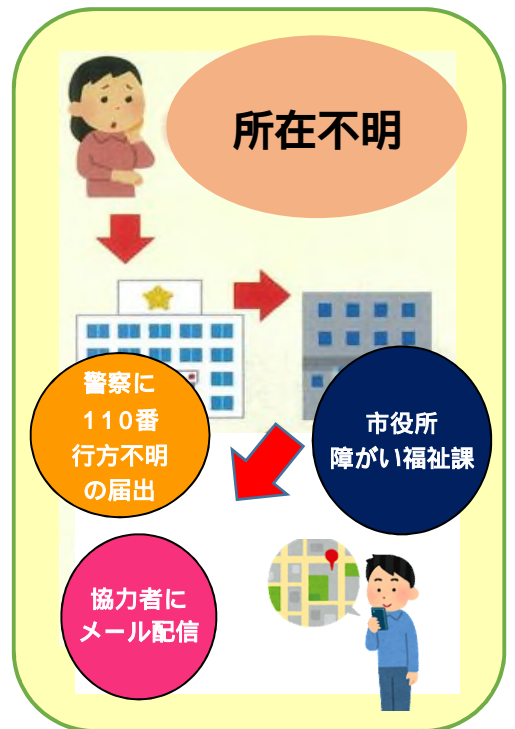 所在不明
警察に
110番
行方不明
の届出
市役所
障がい福祉課
協力者に
メール配信